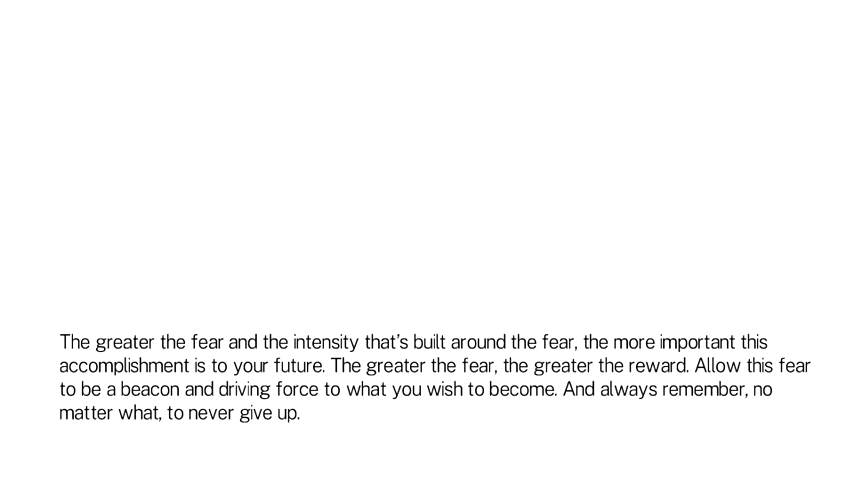 The greater the fear and the intensity that's built around the fear, the more important this
accomplishment is to your future. The greater the fear, the greater the reward. Allow this fear
to be a beacon and driving force to what you wish to become. And always remember, no
matter what, to never give up.